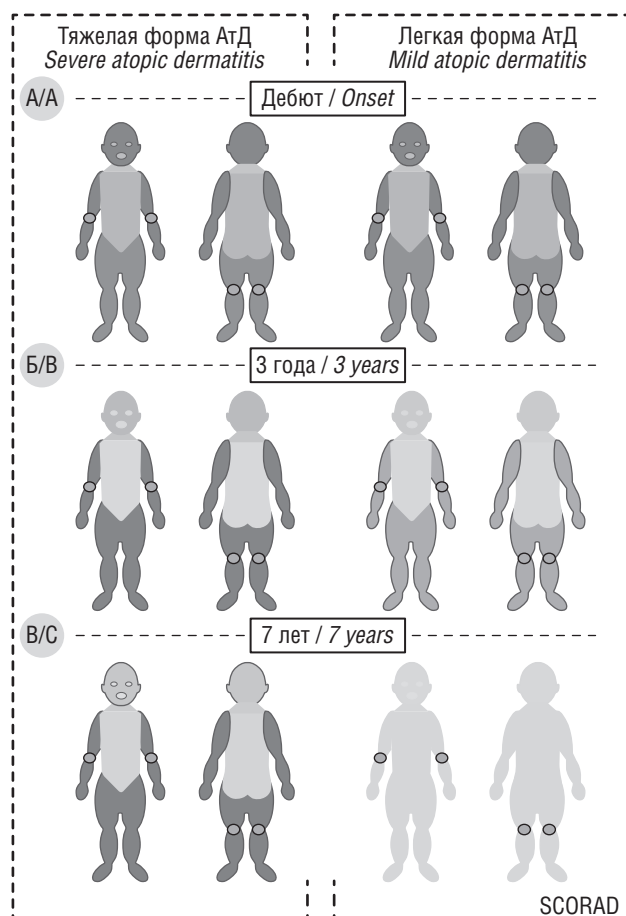 Тяжелая форма АтД
Severe atopic dermatitis
Легкая форма АтД
Mild atopic dermatitis
А/А
Дебют / Onset
Б/В
3 года / 3 years
В/С
7 лет / 7 years
SCORAD